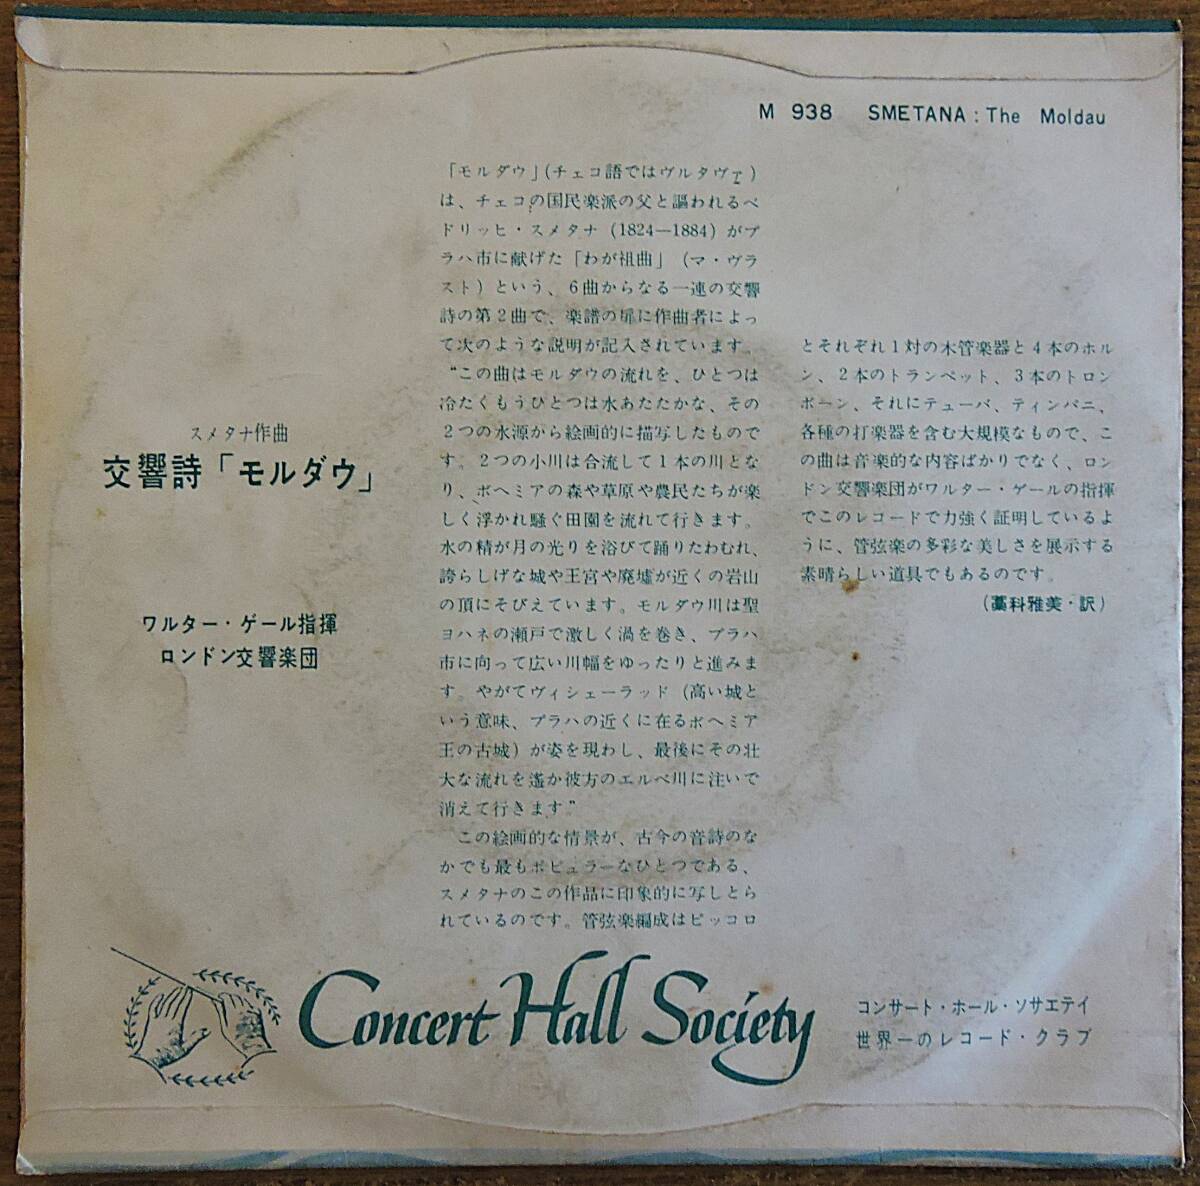 M 938 SMETANA : The Moldau
スメタナ作曲
交響詩「モルダウ」
ワルター・ゲール指揮
ロンドン交響楽団
「モルダウ」(チェコ語ではヴルタヴェ)
は、チェコの国民楽派の父と謳われるベ
ドリッヒ・スメタナ (1824―1884) がプ
ラハ市に献げた「わが祖曲」(マ・ヴラ
スト) という、6曲からなる一連の交響
詩の第2曲で、楽譜の扉に作曲者によっ
て次のような説明が記入されています。
“この曲はモルダウの流れを、ひとつは
冷たくもうひとつは水あたたかな、その
2つの水源から絵画的に描写したもので
す。2つの小川は合流して1本の川とな
り、ボヘミアの森や草原や農民たちが楽
しく浮かれ騒ぐ田園を流れて行きます。
水の精が月の光りを浴びて踊りたわむれ、
誇らしげな城や王宮や廃墟が近くの岩山
の頂にそびえています。モルダウ川は聖
ヨハネの瀬戸で激しく渦を巻き、プラハ
市に向って広い川幅をゆったりと進みま
す。やがてヴィシェーラッド (高い城と
いう意味、プラハの近くに在るボヘミア
王の古城) が姿を現わし、最後にその壮
大な流れを遙か彼方のエルベ川に注いで
消えて行きます”
この絵画的な情景が、古今の音詩のな
かでも最もポピュラーなひとつである、
スメタナのこの作品に印象的に写しとら
れているのです。管弦楽編成はピッコロ
とそれぞれ1対の木管楽器と4本のホル
ン、2本のトランペット、3本のトロン
ボーン、それにテューバ、ティンパニ、
各種の打楽器を含む大規模なもので、こ
の曲は音楽的な内容ばかりでなく、ロン
ドン交響楽団がワルター・ゲールの指揮
でこのレコードで力強く証明しているよ
うに、管弦楽の多彩な美しさを展示する
素晴らしい道具でもあるのです。
(藁科雅美・訳)
Concert Hall Society
コンサート・ホール・ソサエティ
世界一のレコード・クラブ